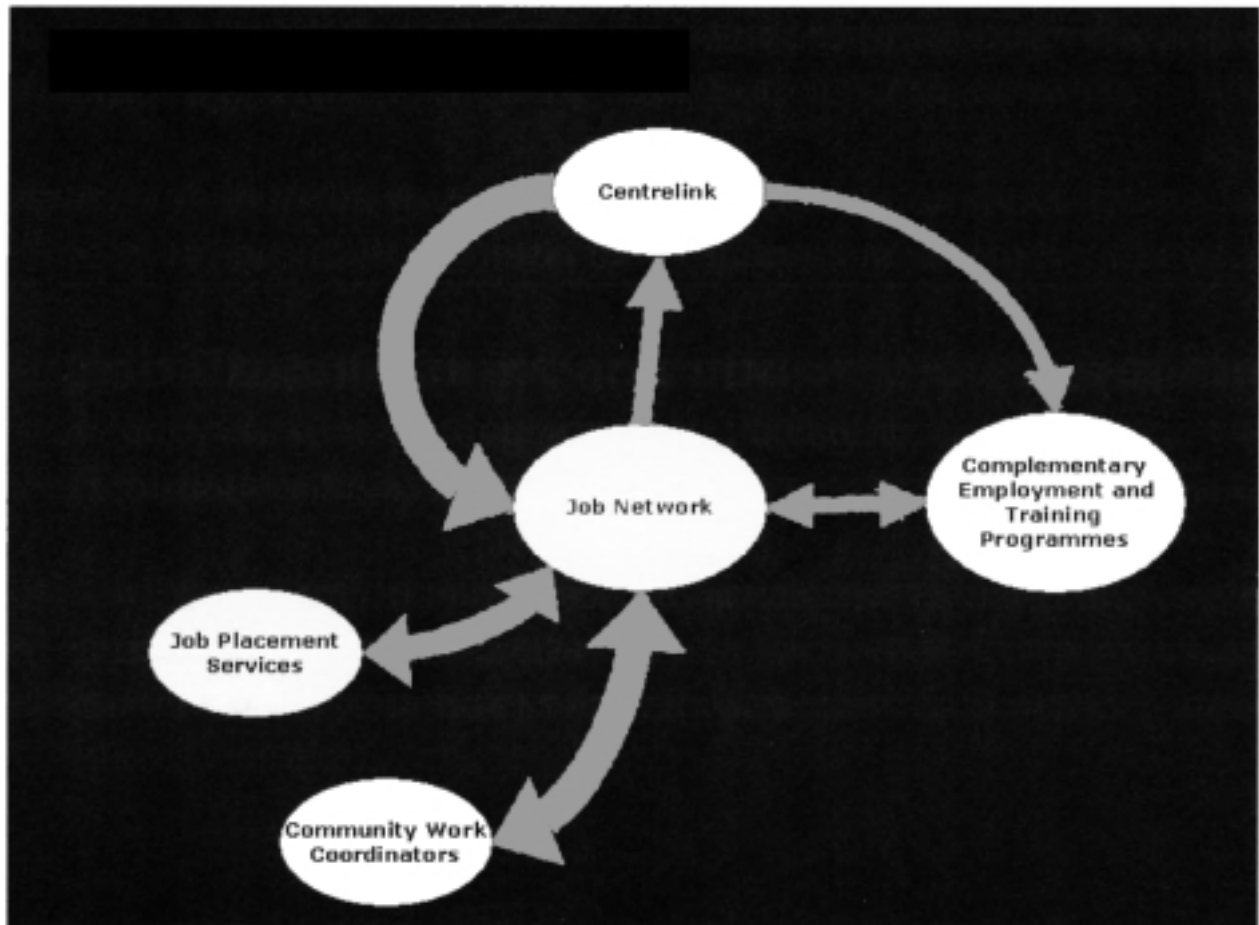 Centrelink
Complementary
Employment and
Training
Programmes
Job Network
Job Placement
Services
Community Work
Coordinators